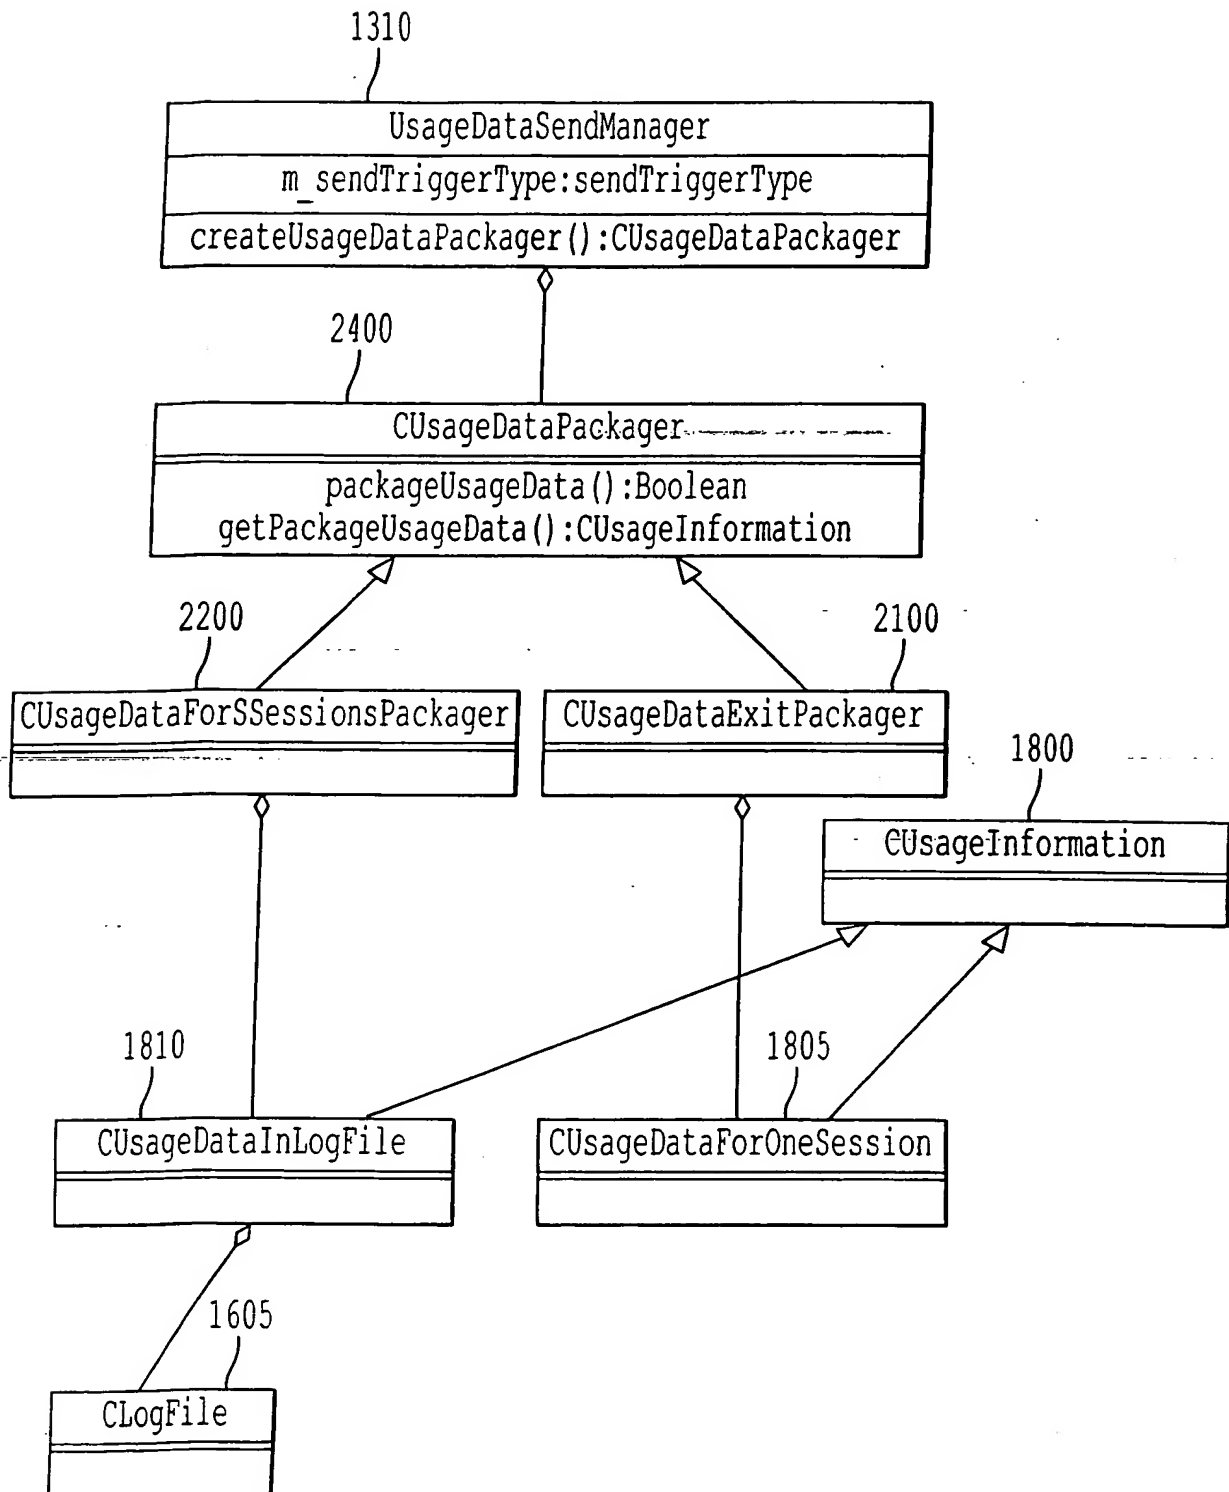 1310
UsageDataSendManager
m_sendTriggerType:sendTriggerType
createUsageDataPackager():CUsageDataPackager
2400
CUsageDataPackager
packageUsageData():Boolean
getPackageUsageData():CUsageInformation
2200
2100
CUsageDataForSSessionsPackager
CUsageDataExitPackager
1800
CUsageInformation
1810
1805
CUsageDataInLogFile
CUsageDataForOneSession
1605
CLogFile